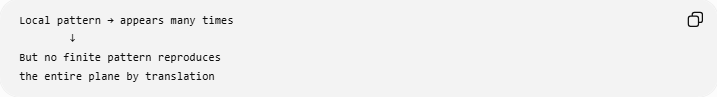 Local pattern → appears many times
↓
But no finite pattern reproduces
the entire plane by translation